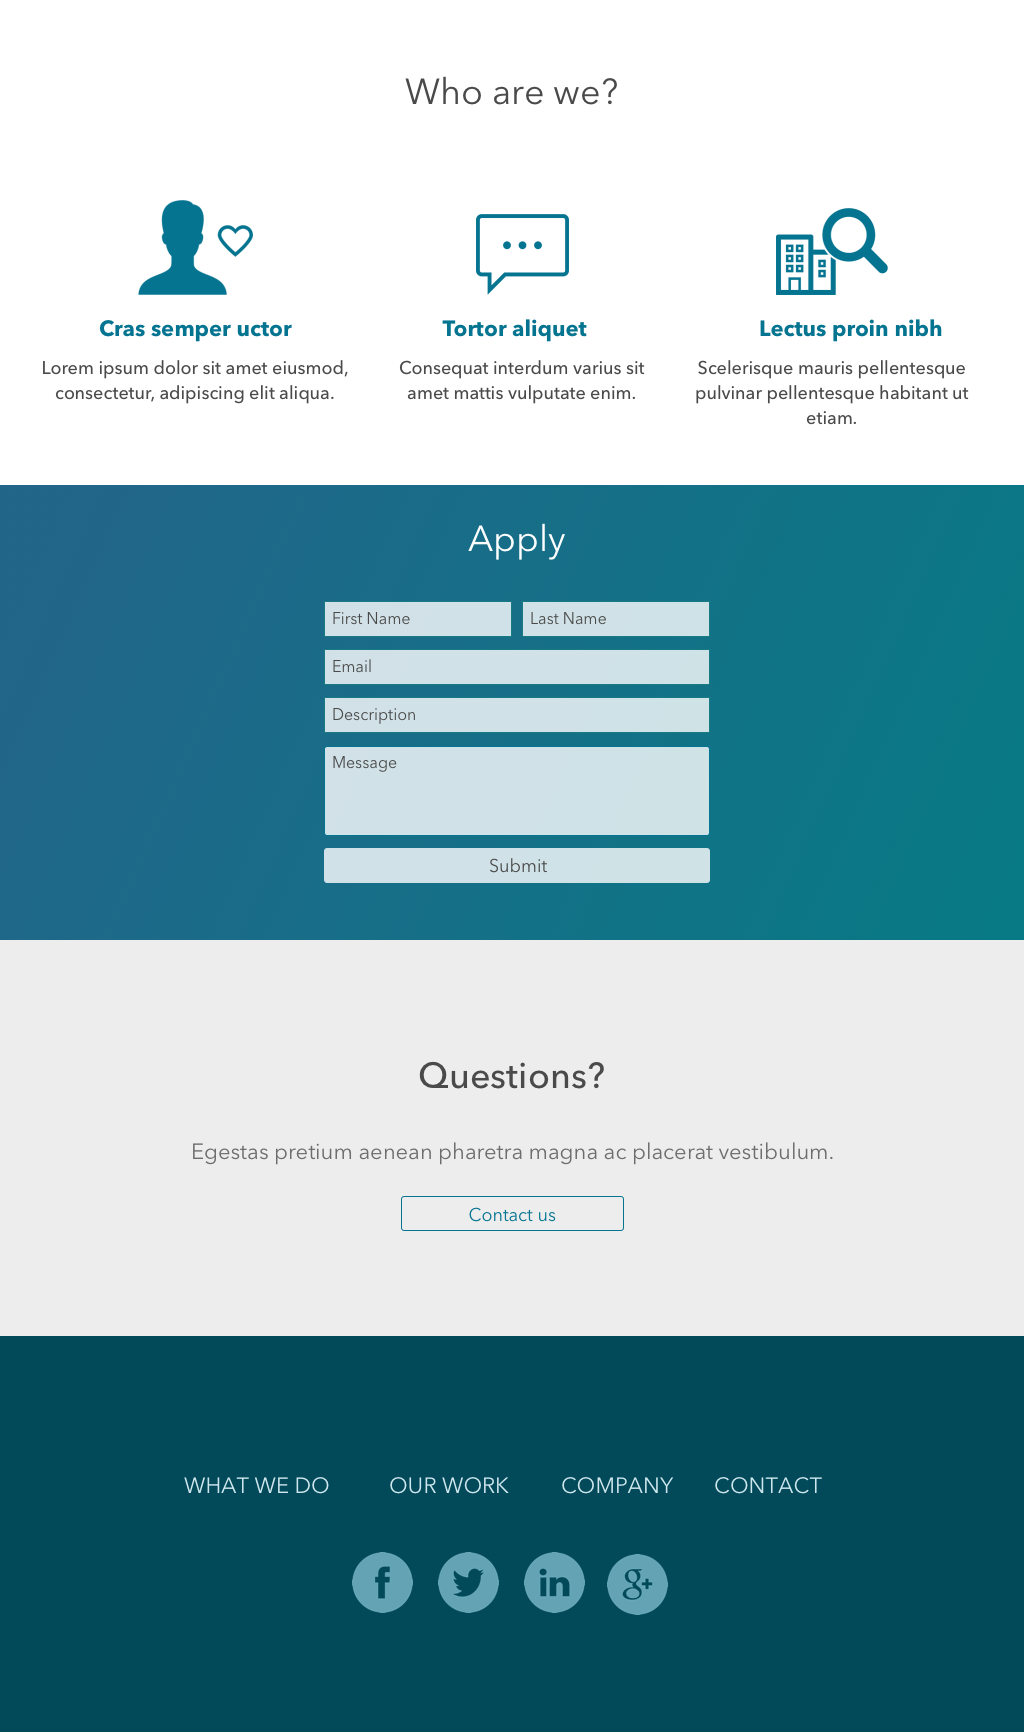 Who are we?
Cras semper uctor
Lorem ipsum dolor sit amet eiusmod,
consectetur, adipiscing elit aliqua.
Tortor aliquet
Consequat interdum varius sit
amet mattis vulputate enim.
Lectus proin nibh
Scelerisque mauris pellentesque
pulvinar pellentesque habitant ut
etiam.
Apply
First Name
Last Name
Email
Description
Message
Submit
Questions?
Egestas pretium aenean pharetra magna ac placerat vestibulum.
Contact us
WHAT WE DO
OUR WORK
COMPANY
CONTACT
f
in
g+